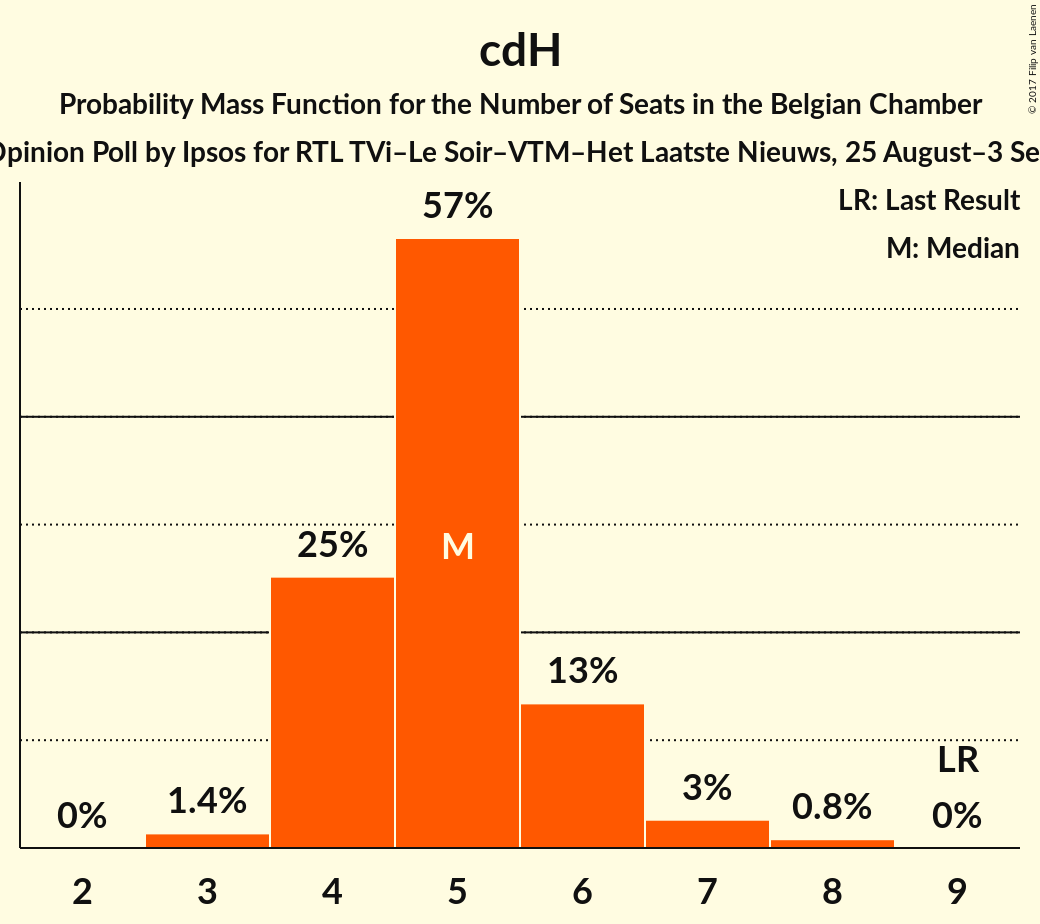 cdH
Probability Mass Function for the Number of Seats in the Belgian Chamber
Opinion Poll by Ipsos for RTL TVi–Le Soir–VTM–Het Laatste Nieuws, 25 August–3 Se
LR: Last Result
M: Median
57%
25%
M
13%
LR
1.4%
3%
0.8%
0%
0%
2 3 4 5 6 7 8 9
© 2017 Filip van Laenen